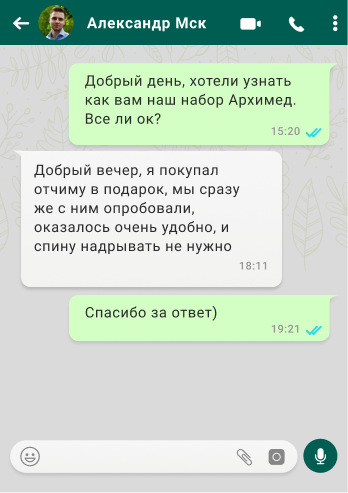 Александр Мск
Добрый день, хотели узнать
как вам наш набор Архимед.
Все ли ок?
15:20
Добрый вечер, я покупал
отчиму в подарок, мы сразу
же с ним опробовали,
оказалось очень удобно, и
спину надрывать не нужно
18:11
Спасибо за ответ)
19:21